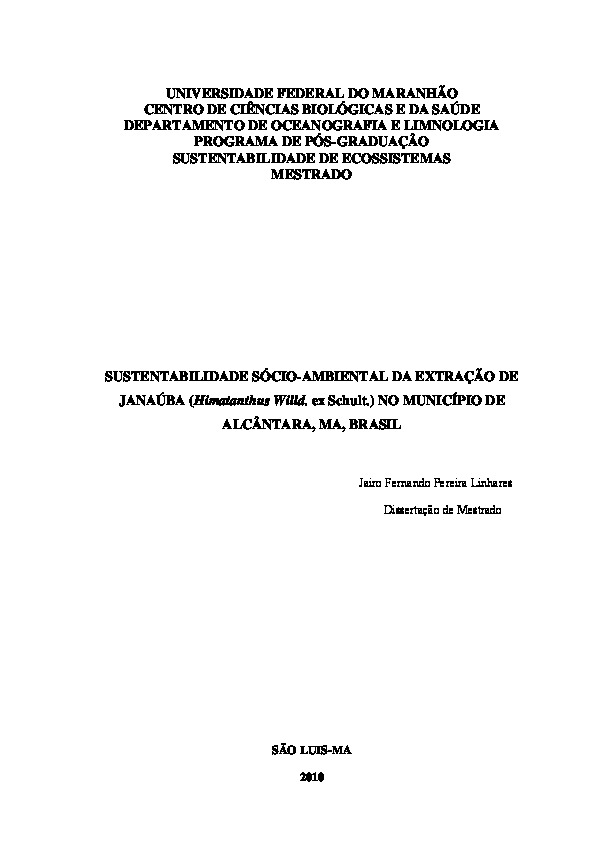 UNIVERSIDADE FEDERAL DO MARANHÃO
CENTRO DE CIÊNCIAS BIOLÓGICAS E DA SAÚDE
DEPARTAMENTO DE OCEANOGRAFIA E LIMNOLOGIA
PROGRAMA DE PÓS-GRADUAÇÃO
SUSTENTABILIDADE DE ECOSSISTEMAS
MESTRADO
SUSTENTABILIDADE SÓCIO-AMBIENTAL DA EXTRAÇÃO DE
JANAÚBA (Himatanthus Willd. ex Schult.) NO MUNICÍPIO DE
ALCÂNTARA, MA, BRASIL
Jairo Fernando Pereira Linhares
Dissertação de Mestrado
SÃO LUIS-MA
2010